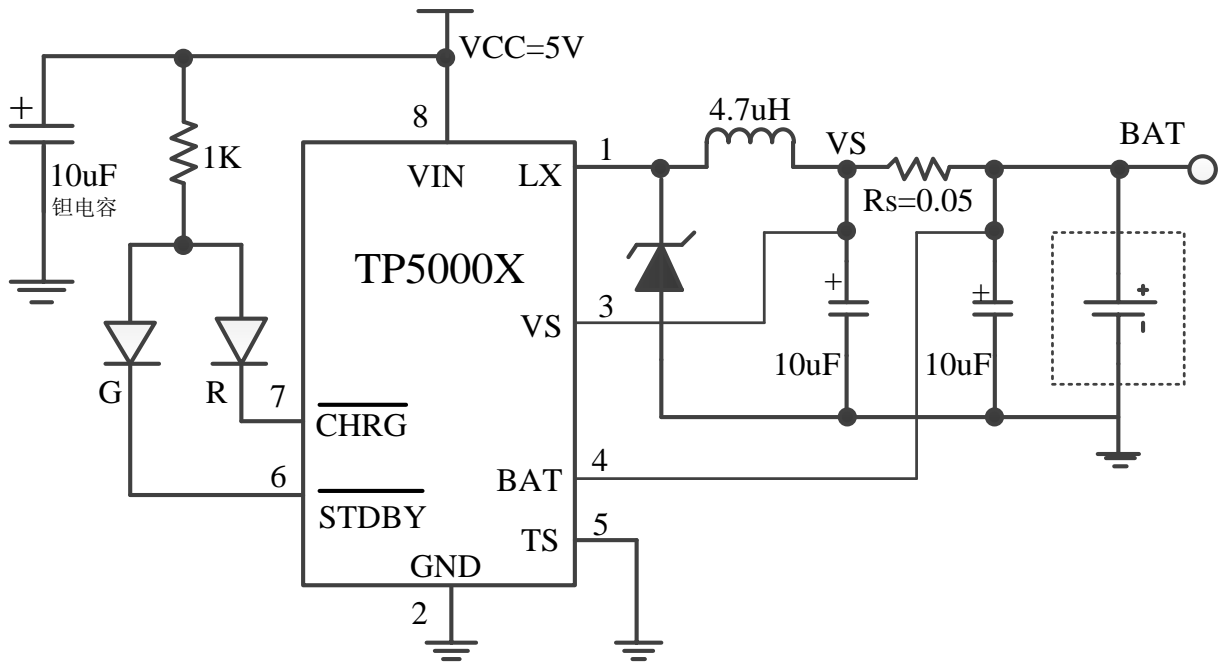 VCC=5V
+
10uF
钽电容
1K
8
VIN
LX
1
4.7uH
VS
Rs=0.05
BAT
TP5000X
VS
3
+
10uF
+
10uF
+
-
G
R
7
CHRG
6
STDBY
BAT
4
TS
5
GND
2